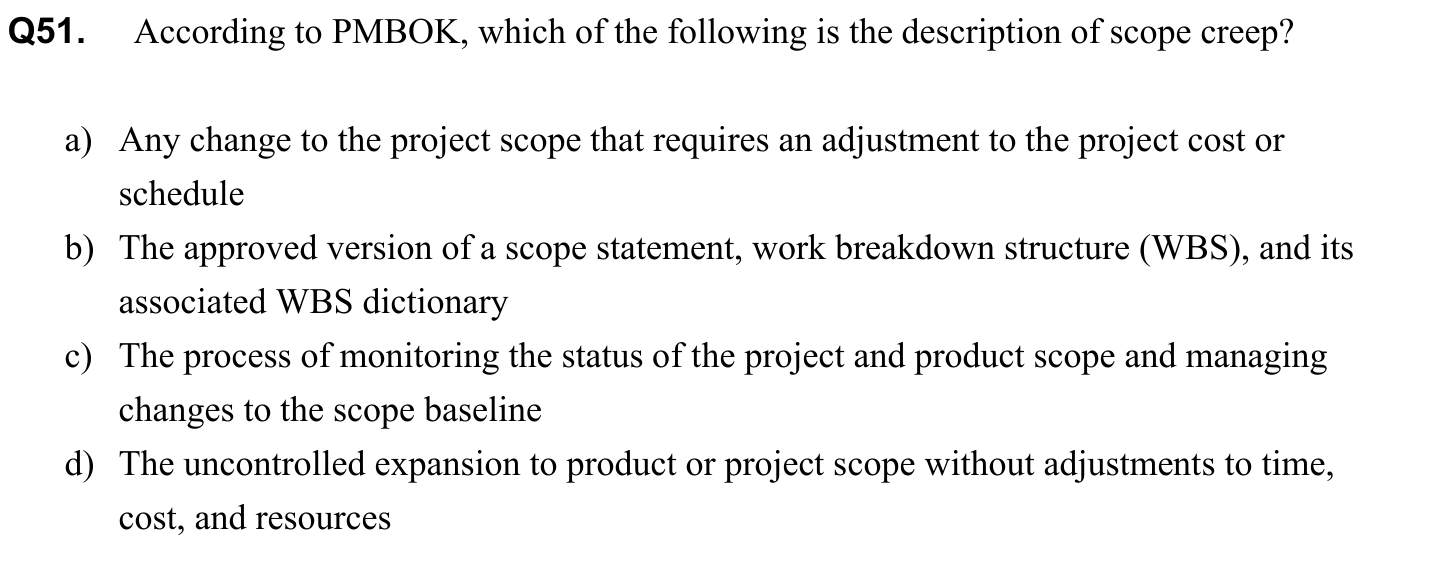 Q51. According to PMBOK, which of the following is the description of scope creep?
a) Any change to the project scope that requires an adjustment to the project cost or
schedule
b) The approved version of a scope statement, work breakdown structure (WBS), and its
associated WBS dictionary
c) The process of monitoring the status of the project and product scope and managing
changes to the scope baseline
d) The uncontrolled expansion to product or project scope without adjustments to time,
cost, and resources